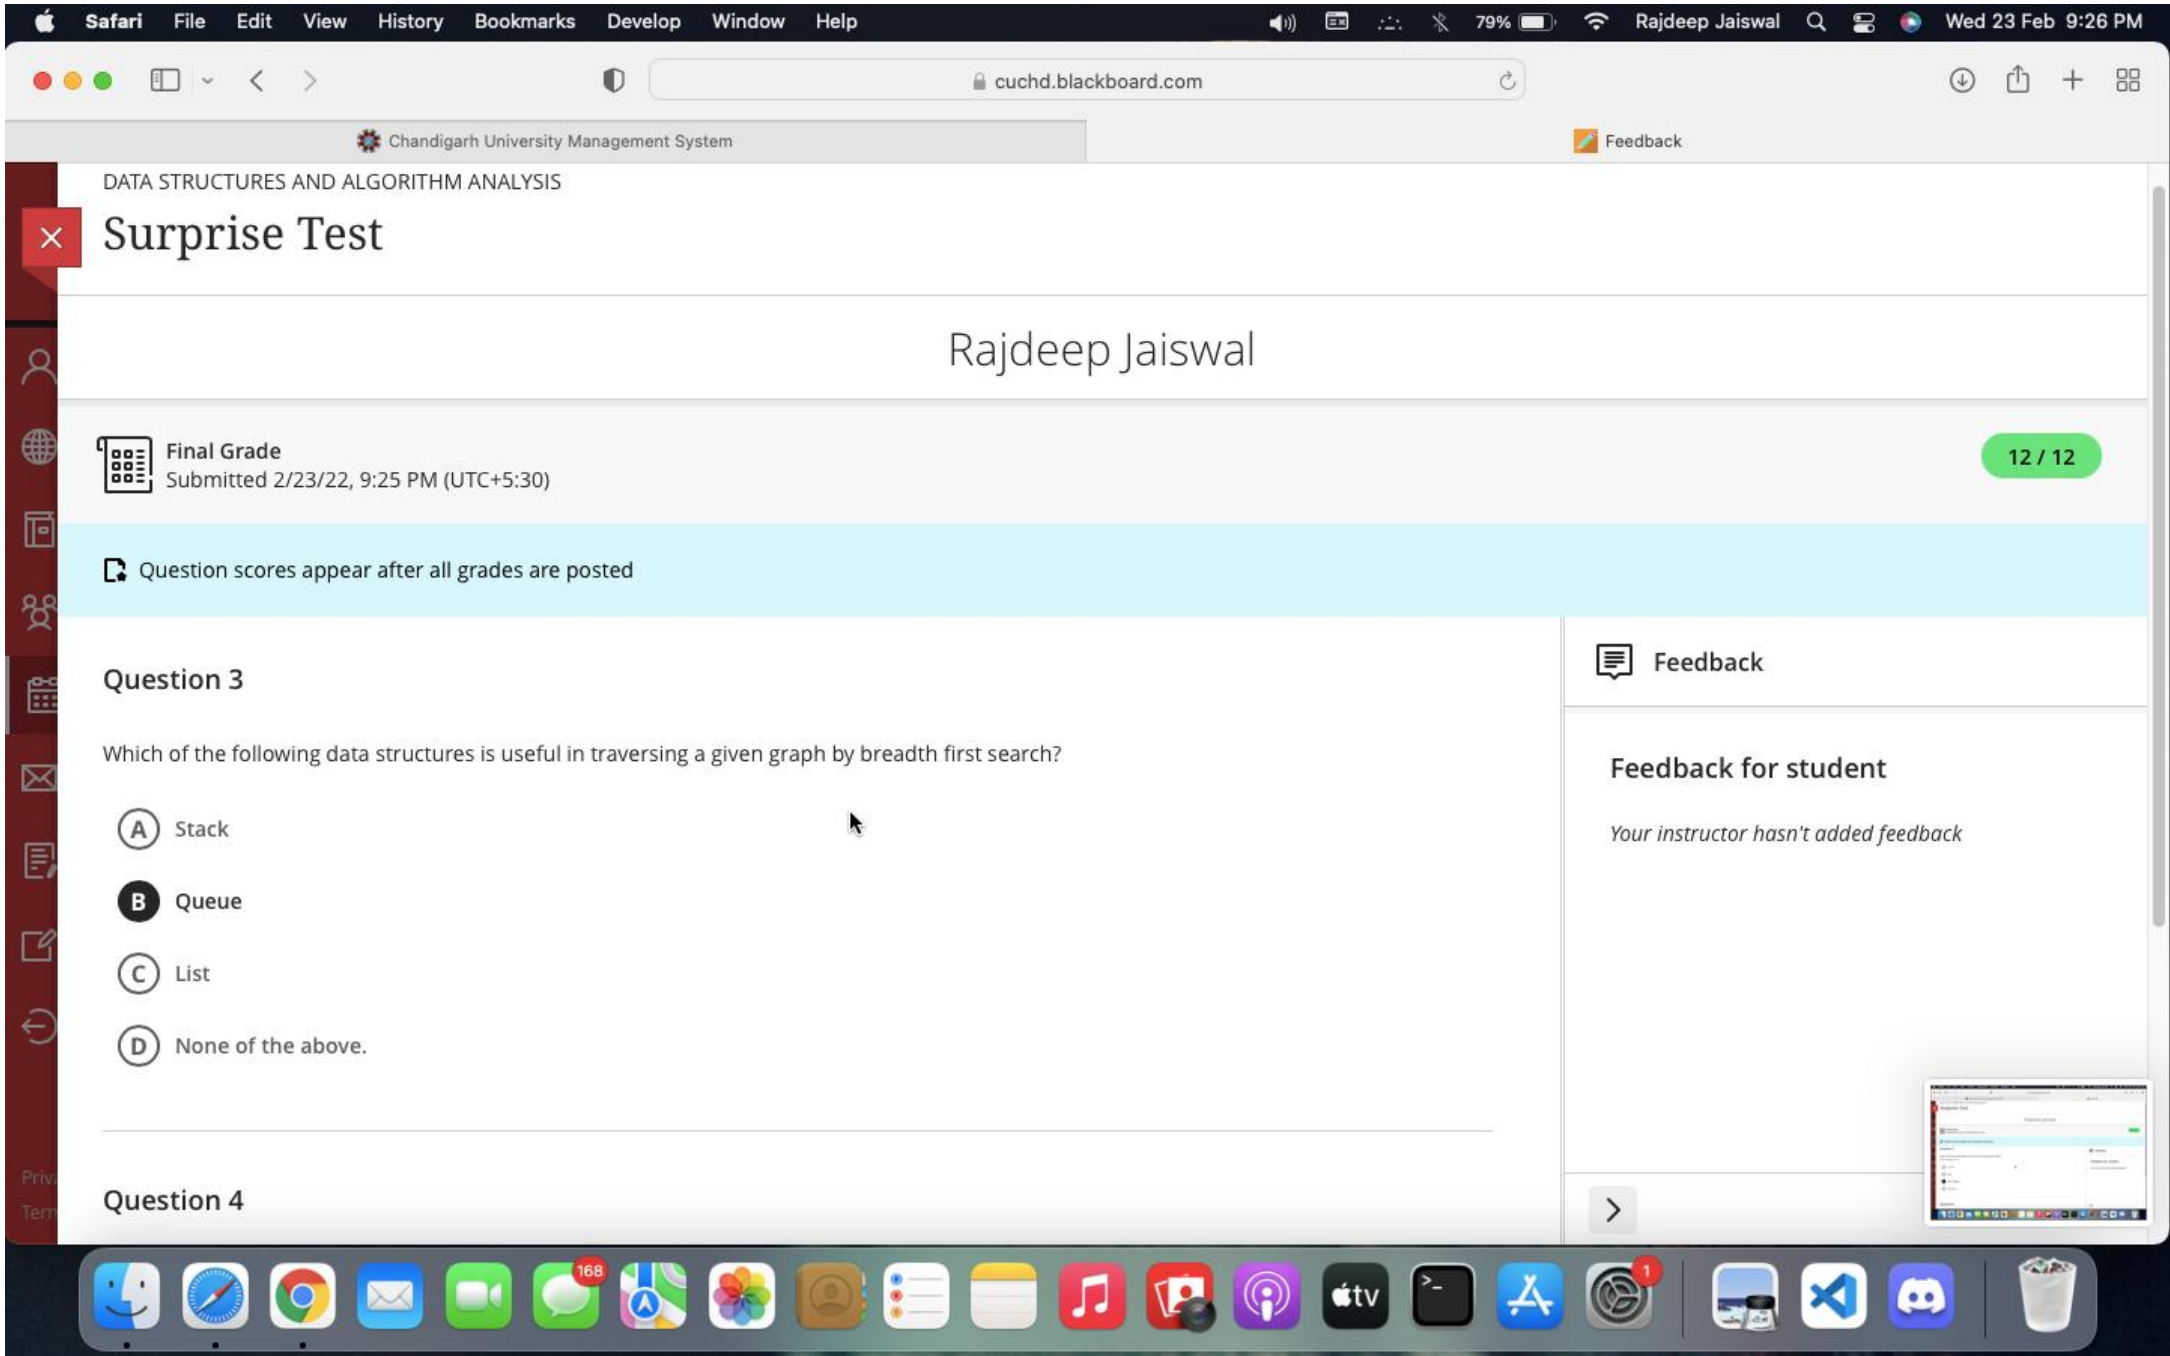 Safari File Edit View History Bookmarks Develop Window Help 79% Rajdeep Jaiswal Wed 23 Feb 9:26 PM
cuchd.blackboard.com
Chandigarh University Management System Feedback
DATA STRUCTURES AND ALGORITHM ANALYSIS
Surprise Test
Rajdeep Jaiswal
Final Grade
Submitted 2/23/22, 9:25 PM (UTC+5:30)
12 / 12
Question scores appear after all grades are posted
Question 3
Which of the following data structures is useful in traversing a given graph by breadth first search?
A Stack
B Queue
C List
D None of the above.
Question 4
Feedback
Feedback for student
Your instructor hasn't added feedback
Priva
Term
168
tv
>_
1